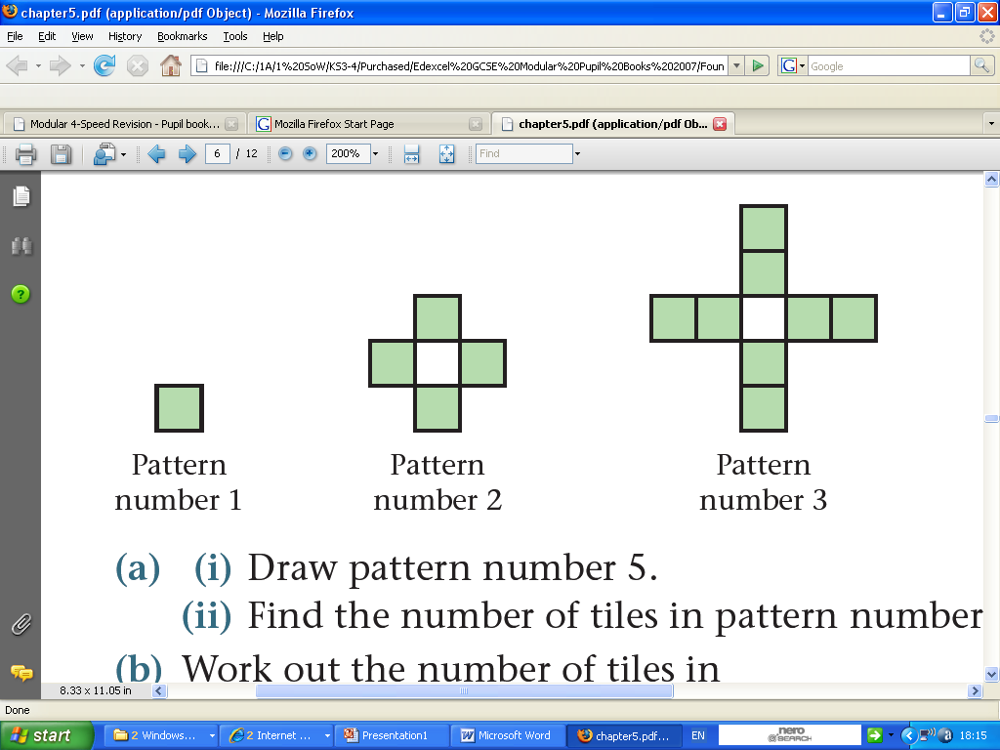 chapter5.pdf (application/pdf Object) - Mozilla Firefox
File Edit View History Bookmarks Tools Help
file:///C:/1A/1%20SoW/KS3-4/Purchased/Edexcel%20GCSE%20Modular%20Pupil%20Books%202007/Foun
G Google
Modular 4-Speed Revision - Pupil book... G Mozilla Firefox Start Page chapter5.pdf (application/pdf Ob...
6 / 12 200% Find
Pattern Pattern Pattern
number 1 number 2 number 3
(a) (i) Draw pattern number 5.
(ii) Find the number of tiles in pattern number
(b) Work out the number of tiles in
8.33 x 11.05 in
Done
start 2 Windows... 2 Internet ... Presentation1 Microsoft Word chapter5.pdf... EN nero SEARCH 18:15